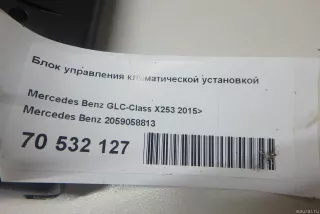 Блок управления климатической установкой
Mercedes Benz GLC-Class X253 2015>
Mercedes Benz 2059058813
70 532 127